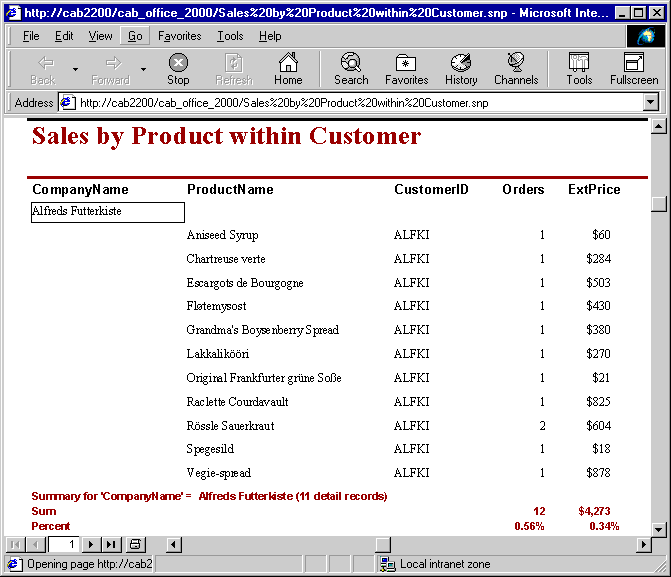 http://cab2200/cab_office_2000/Sales%20by%20Product%20within%20Customer.snp - Microsoft Inte...
File Edit View Go Favorites Tools Help
Back Forward Stop Refresh Home Search Favorites History Channels Tools Fullscreen
Address http://cab2200/cab_office_2000/Sales%20by%20Product%20within%20Customer.snp
Sales by Product within Customer
CompanyName ProductName CustomerID Orders ExtPrice
Alfreds Futterkiste
Aniseed Syrup ALFKI 1 $60
Chartreuse verte ALFKI 1 $284
Escargots de Bourgogne ALFKI 1 $503
Fløtemysost ALFKI 1 $430
Grandma's Boysenberry Spread ALFKI 1 $380
Lakkalikööri ALFKI 1 $270
Original Frankfurter grüne Soße ALFKI 1 $21
Raclette Courdavault ALFKI 1 $825
Rössle Sauerkraut ALFKI 2 $604
Spegesild ALFKI 1 $18
Vegie-spread ALFKI 1 $878
Summary for 'CompanyName' = Alfreds Futterkiste (11 detail records)
Sum 12 $4,273
Percent 0.56% 0.34%
1
Opening page http://cab2 Local intranet zone